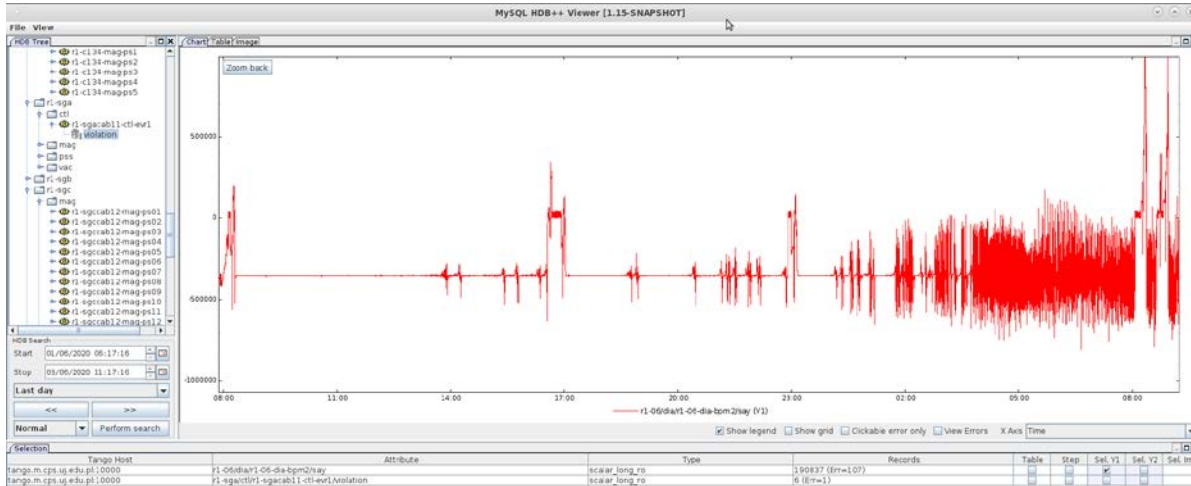 MySQL HDB++ Viewer [1.15-SNAPSHOT]
File View
HDB Tree
Chart Table Image
r1-c134-mag-ps1
r1-c134-mag-ps2
r1-c134-mag-ps3
r1-c134-mag-ps4
r1-c134-mag-ps5
r1-sga
ctl
r1-sgacab11-ctl-evr1
violation
mag
pss
vac
r1-sgb
r1-sgc
mag
r1-sgccab12-mag-ps01
r1-sgccab12-mag-ps02
r1-sgccab12-mag-ps03
r1-sgccab12-mag-ps04
r1-sgccab12-mag-ps05
r1-sgccab12-mag-ps06
r1-sgccab12-mag-ps07
r1-sgccab12-mag-ps08
r1-sgccab12-mag-ps09
r1-sgccab12-mag-ps10
r1-sgccab12-mag-ps11
r1-sgccab12-mag-ps12
HDB Search
Start 01/06/2020 06:17:16
Stop 03/06/2020 11:17:16
Last day
<< >>
Normal Perform search
Zoom back
500000
0
-500000
-1000000
08:00 11:00 14:00 17:00 20:00 23:00 02:00 05:00 08:00
r1-06/dia/r1-06-dia-bpm2/say (Y1)
Show legend Show grid Clickable error only View Errors X Axis Time
Selection
Tango Host Attribute Type Records Table Step Sel. Y1 Sel. Y2 Sel. Im
tango.m.cps.uj.edu.pl:10000 r1-06/dia/r1-06-dia-bpm2/say scalar_long_ro 190837 (Err=107)
tango.m.cps.uj.edu.pl:10000 r1-sga/ctl/r1-sgacab11-ctl-evr1/violation scalar_long_ro 6 (Err=1)